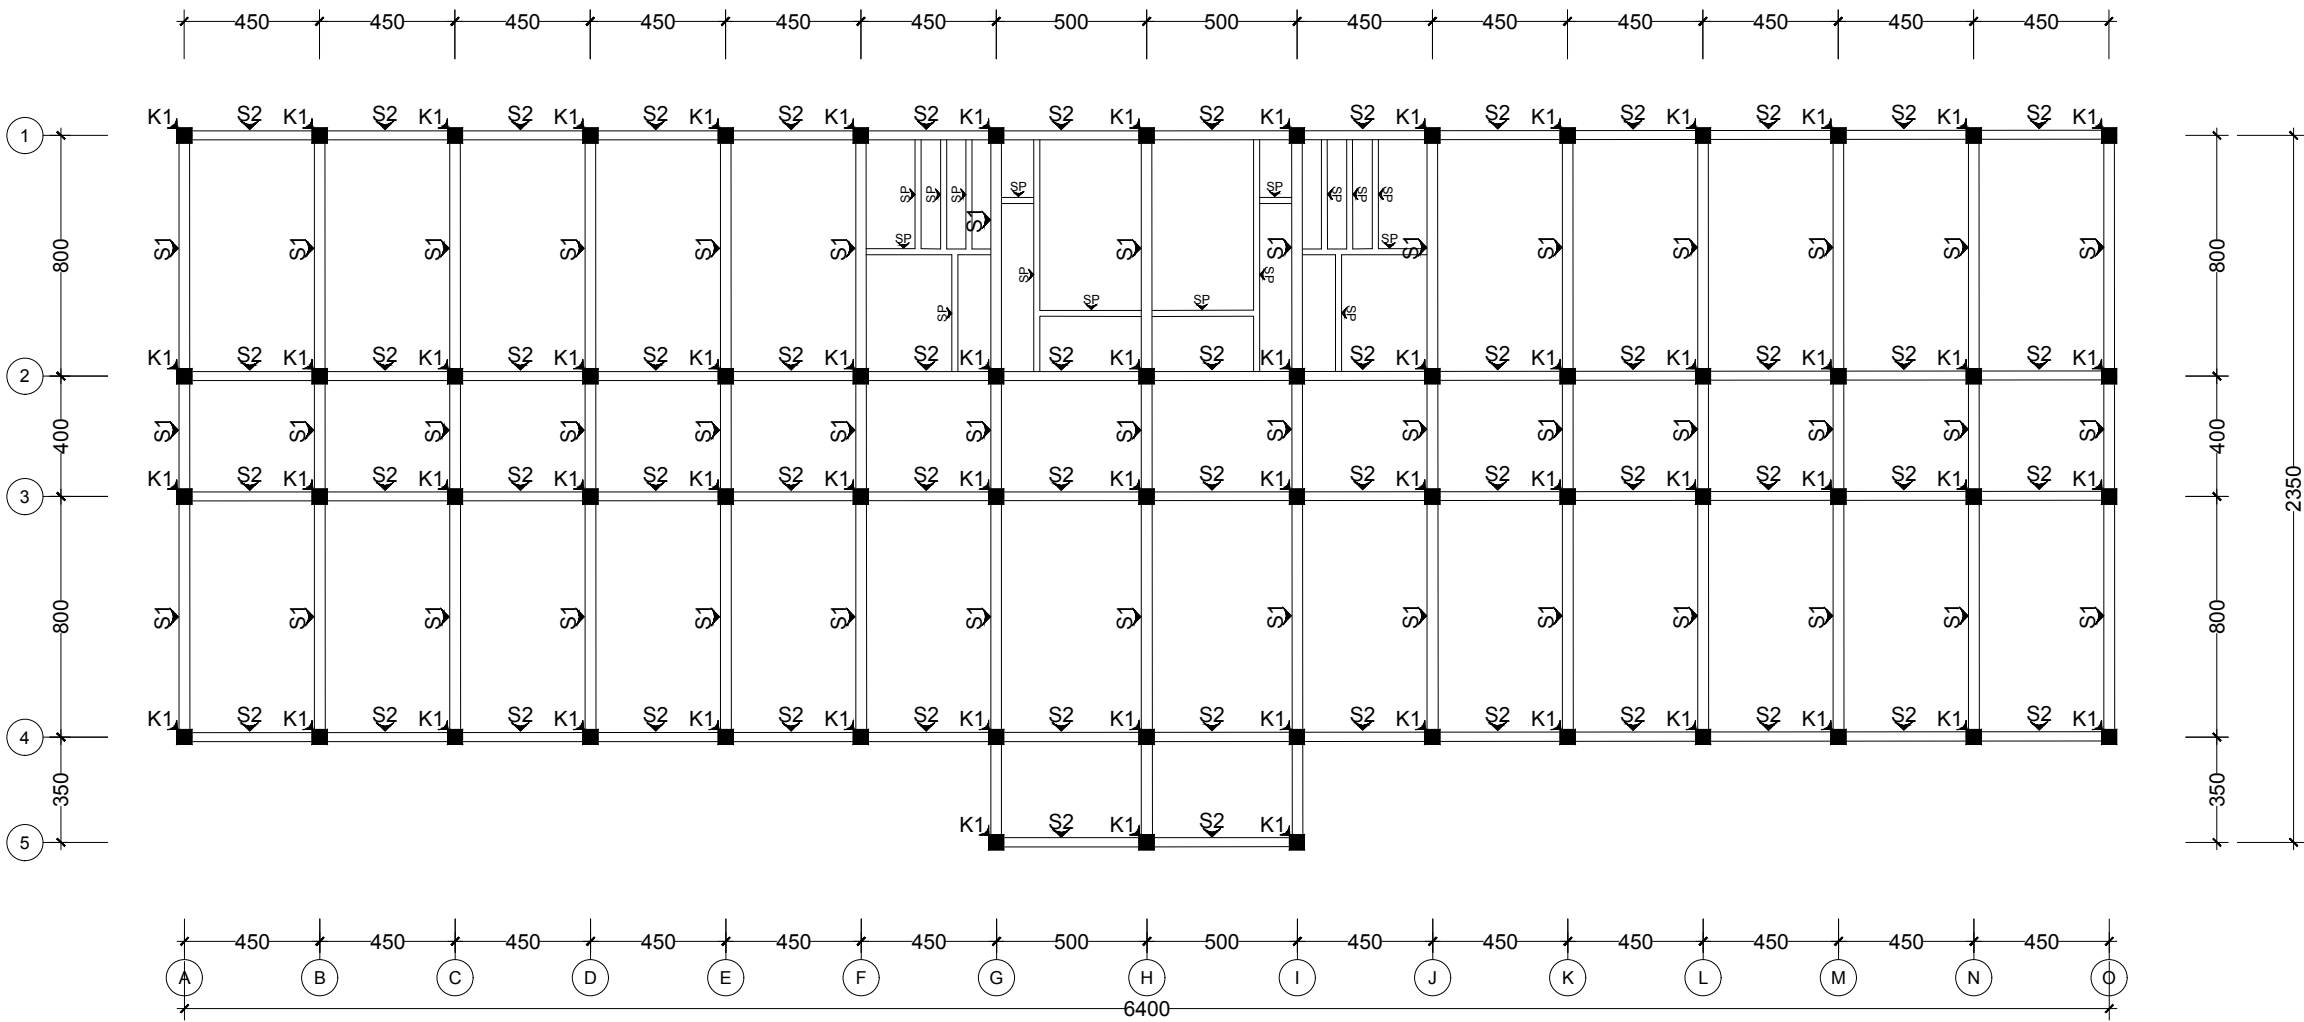 450 450 450 450 450 450 500 500 450 450 450 450 450 450
K1 S2 K1 S2 K1 S2 K1 S2 K1 S2 K1 S2 K1 S2 K1 S2 K1 S2 K1 S2 K1 S2 K1 S2 K1 S2 K1 S2 K1
1
SP SP SP SP SP SP SP SP
S1
SP SP
800 S1 S1 S1 S1 S1 S1 S1 S1 S1 S1 S1 S1 S1 S1 800
SP SP
SP SP
SP SP
K1 S2 K1 S2 K1 S2 K1 S2 K1 S2 K1 S2 K1 S2 K1 S2 K1 S2 K1 S2 K1 S2 K1 S2 K1 S2 K1 S2 K1
2
400 S1 S1 S1 S1 S1 S1 S1 S1 S1 S1 S1 S1 S1 S1 S1 400
K1 S2 K1 S2 K1 S2 K1 S2 K1 S2 K1 S2 K1 S2 K1 S2 K1 S2 K1 S2 K1 S2 K1 S2 K1 S2 K1 S2 K1
3 2350
800 S1 S1 S1 S1 S1 S1 S1 S1 S1 S1 S1 S1 S1 S1 S1 800
K1 S2 K1 S2 K1 S2 K1 S2 K1 S2 K1 S2 K1 S2 K1 S2 K1 S2 K1 S2 K1 S2 K1 S2 K1 S2 K1 S2 K1
4
350 350
K1 S2 K1 S2 K1
5
450 450 450 450 450 450 500 500 450 450 450 450 450 450
A B C D E F G H I J K L M N O
6400